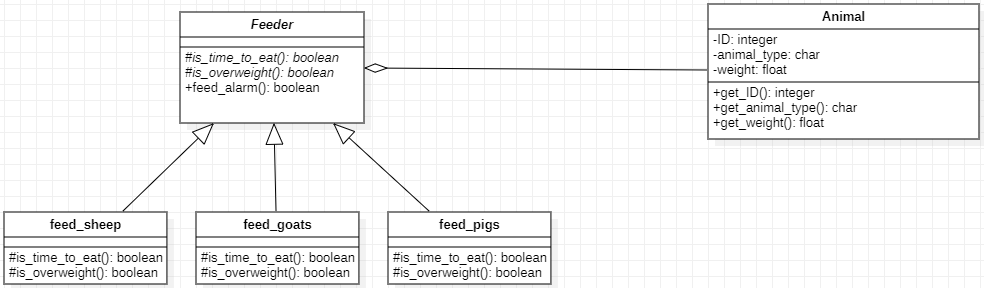 Feeder
#is_time_to_eat(): boolean
#is_overweight(): boolean
+feed_alarm(): boolean
Animal
-ID: integer
-animal_type: char
-weight: float
+get_ID(): integer
+get_animal_type(): char
+get_weight(): float
feed_sheep
#is_time_to_eat(): boolean
#is_overweight(): boolean
feed_goats
#is_time_to_eat(): boolean
#is_overweight(): boolean
feed_pigs
#is_time_to_eat(): boolean
#is_overweight(): boolean